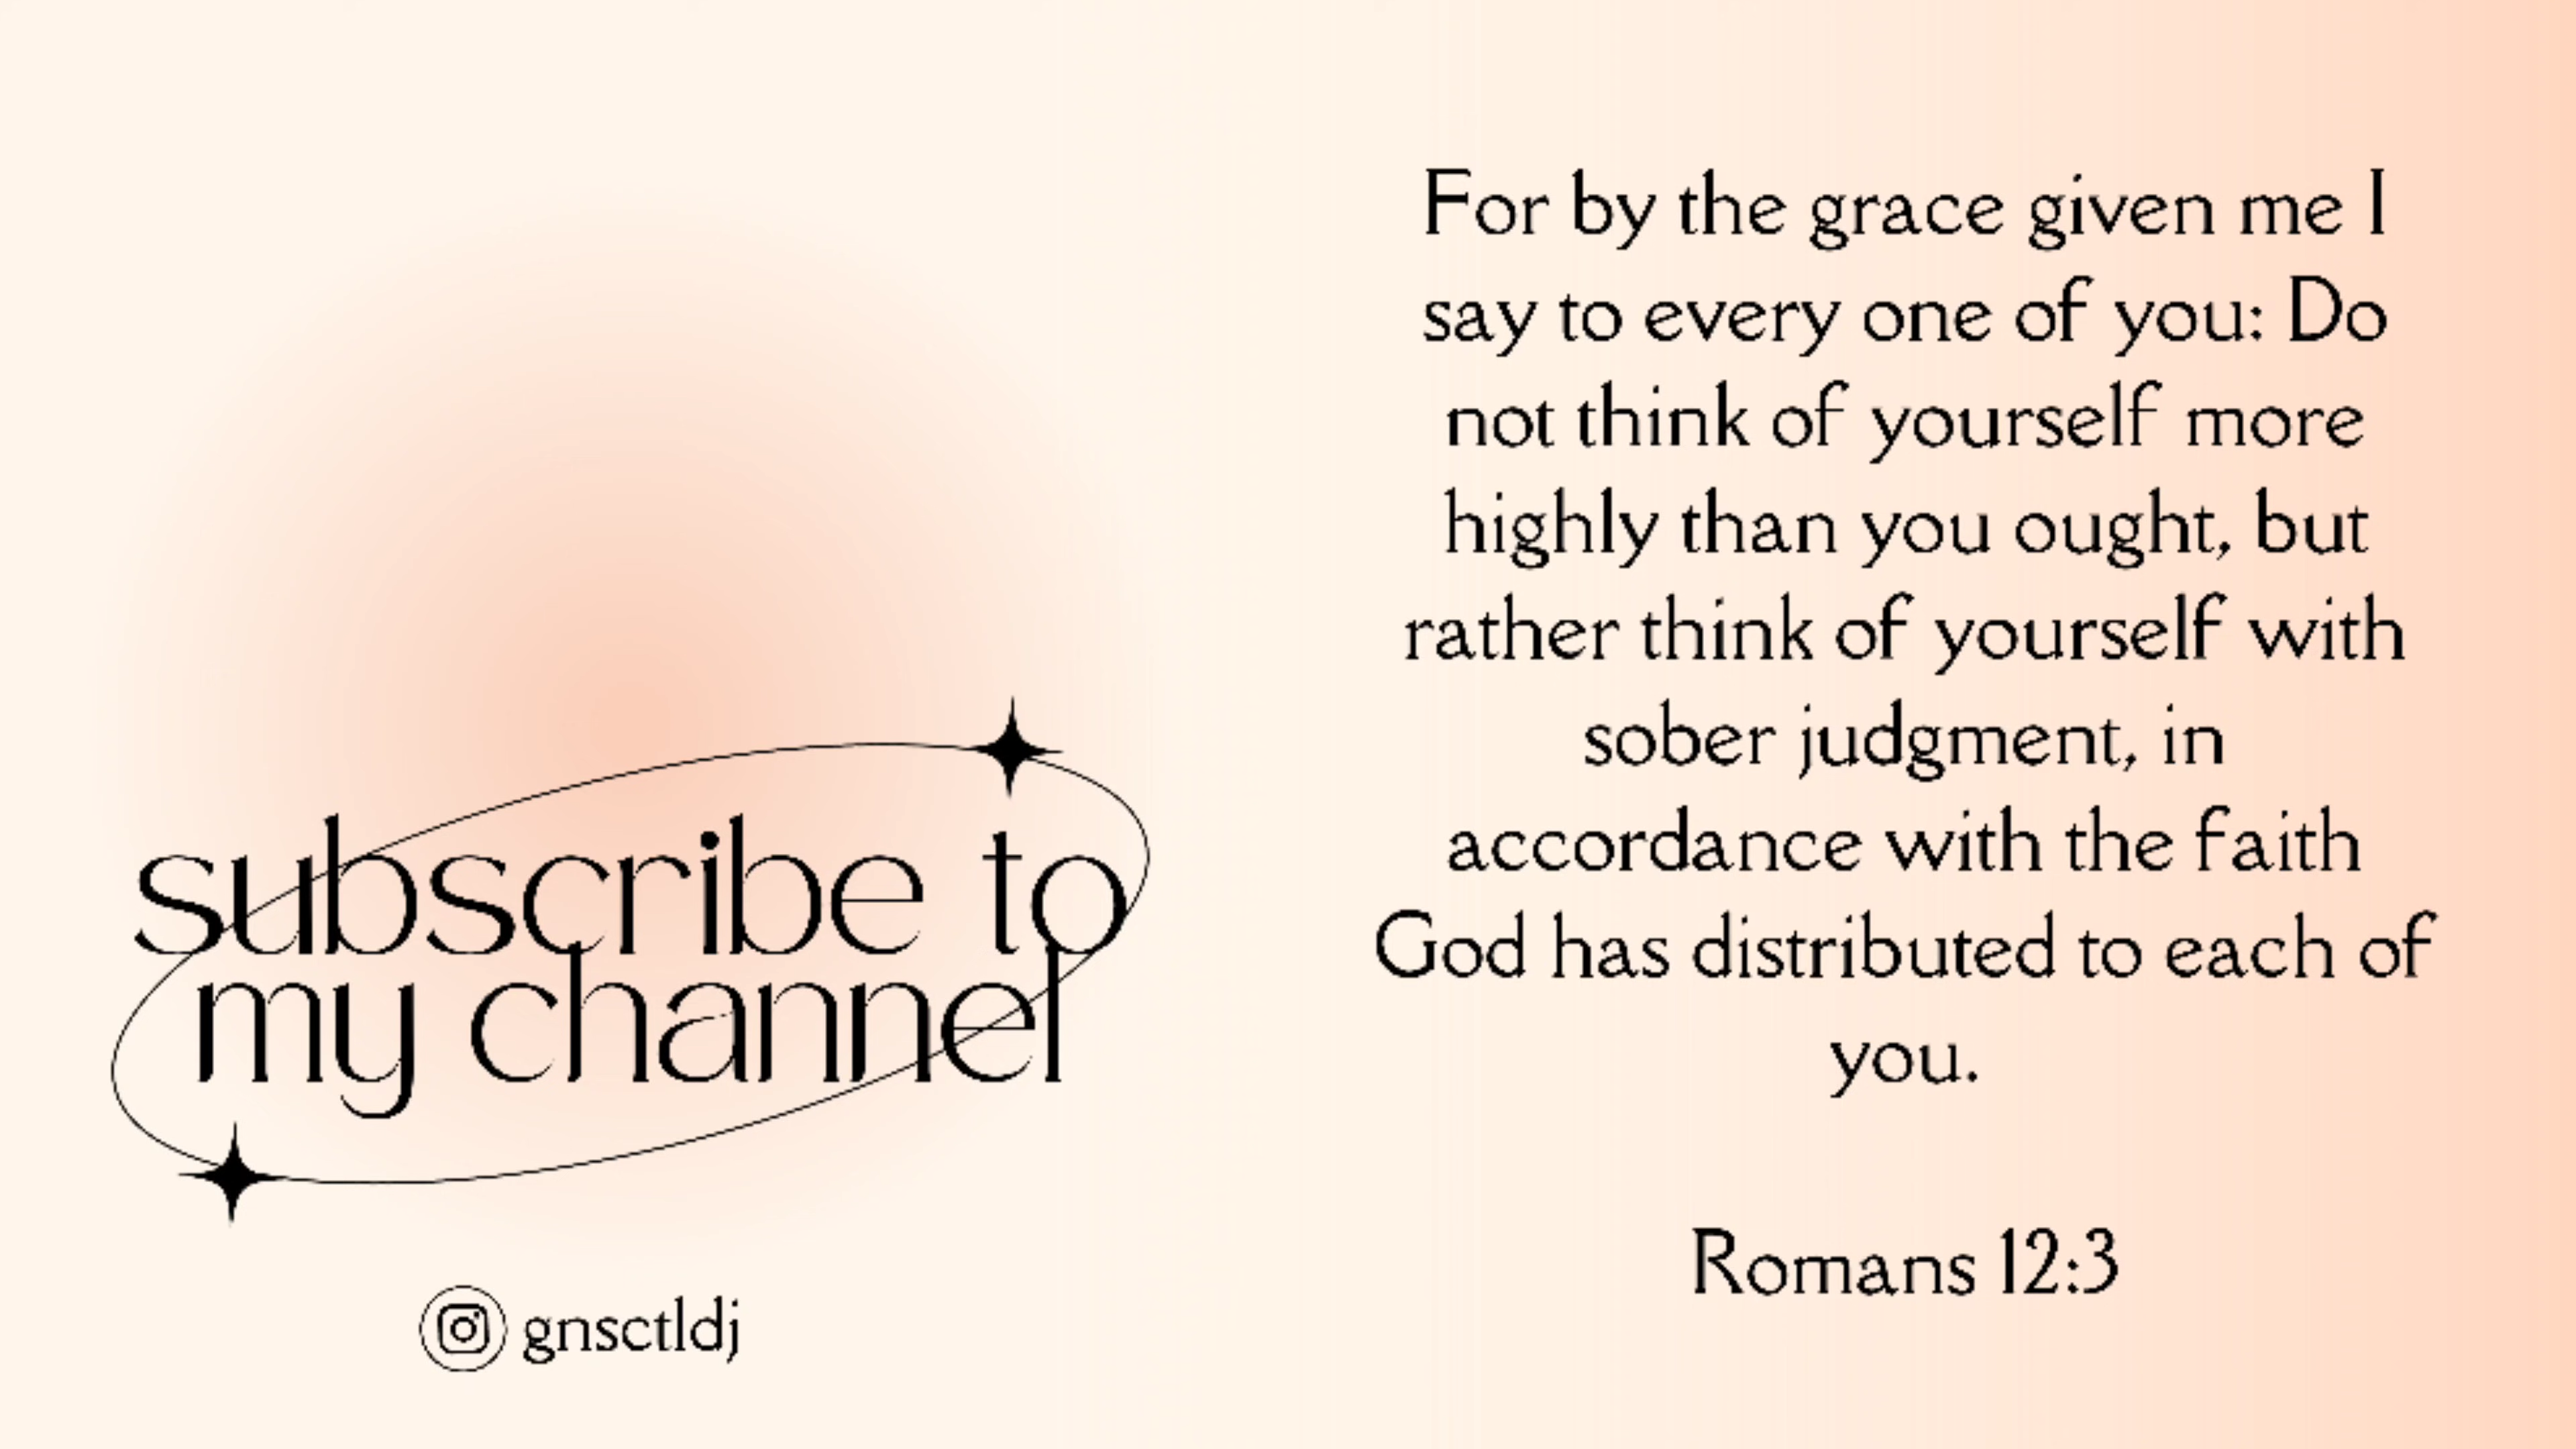 subscribe to
my channel
gnsctldj
For by the grace given me I
say to every one of you: Do
not think of yourself more
highly than you ought, but
rather think of yourself with
sober judgment, in
accordance with the faith
God has distributed to each of
you.
Romans 12:3